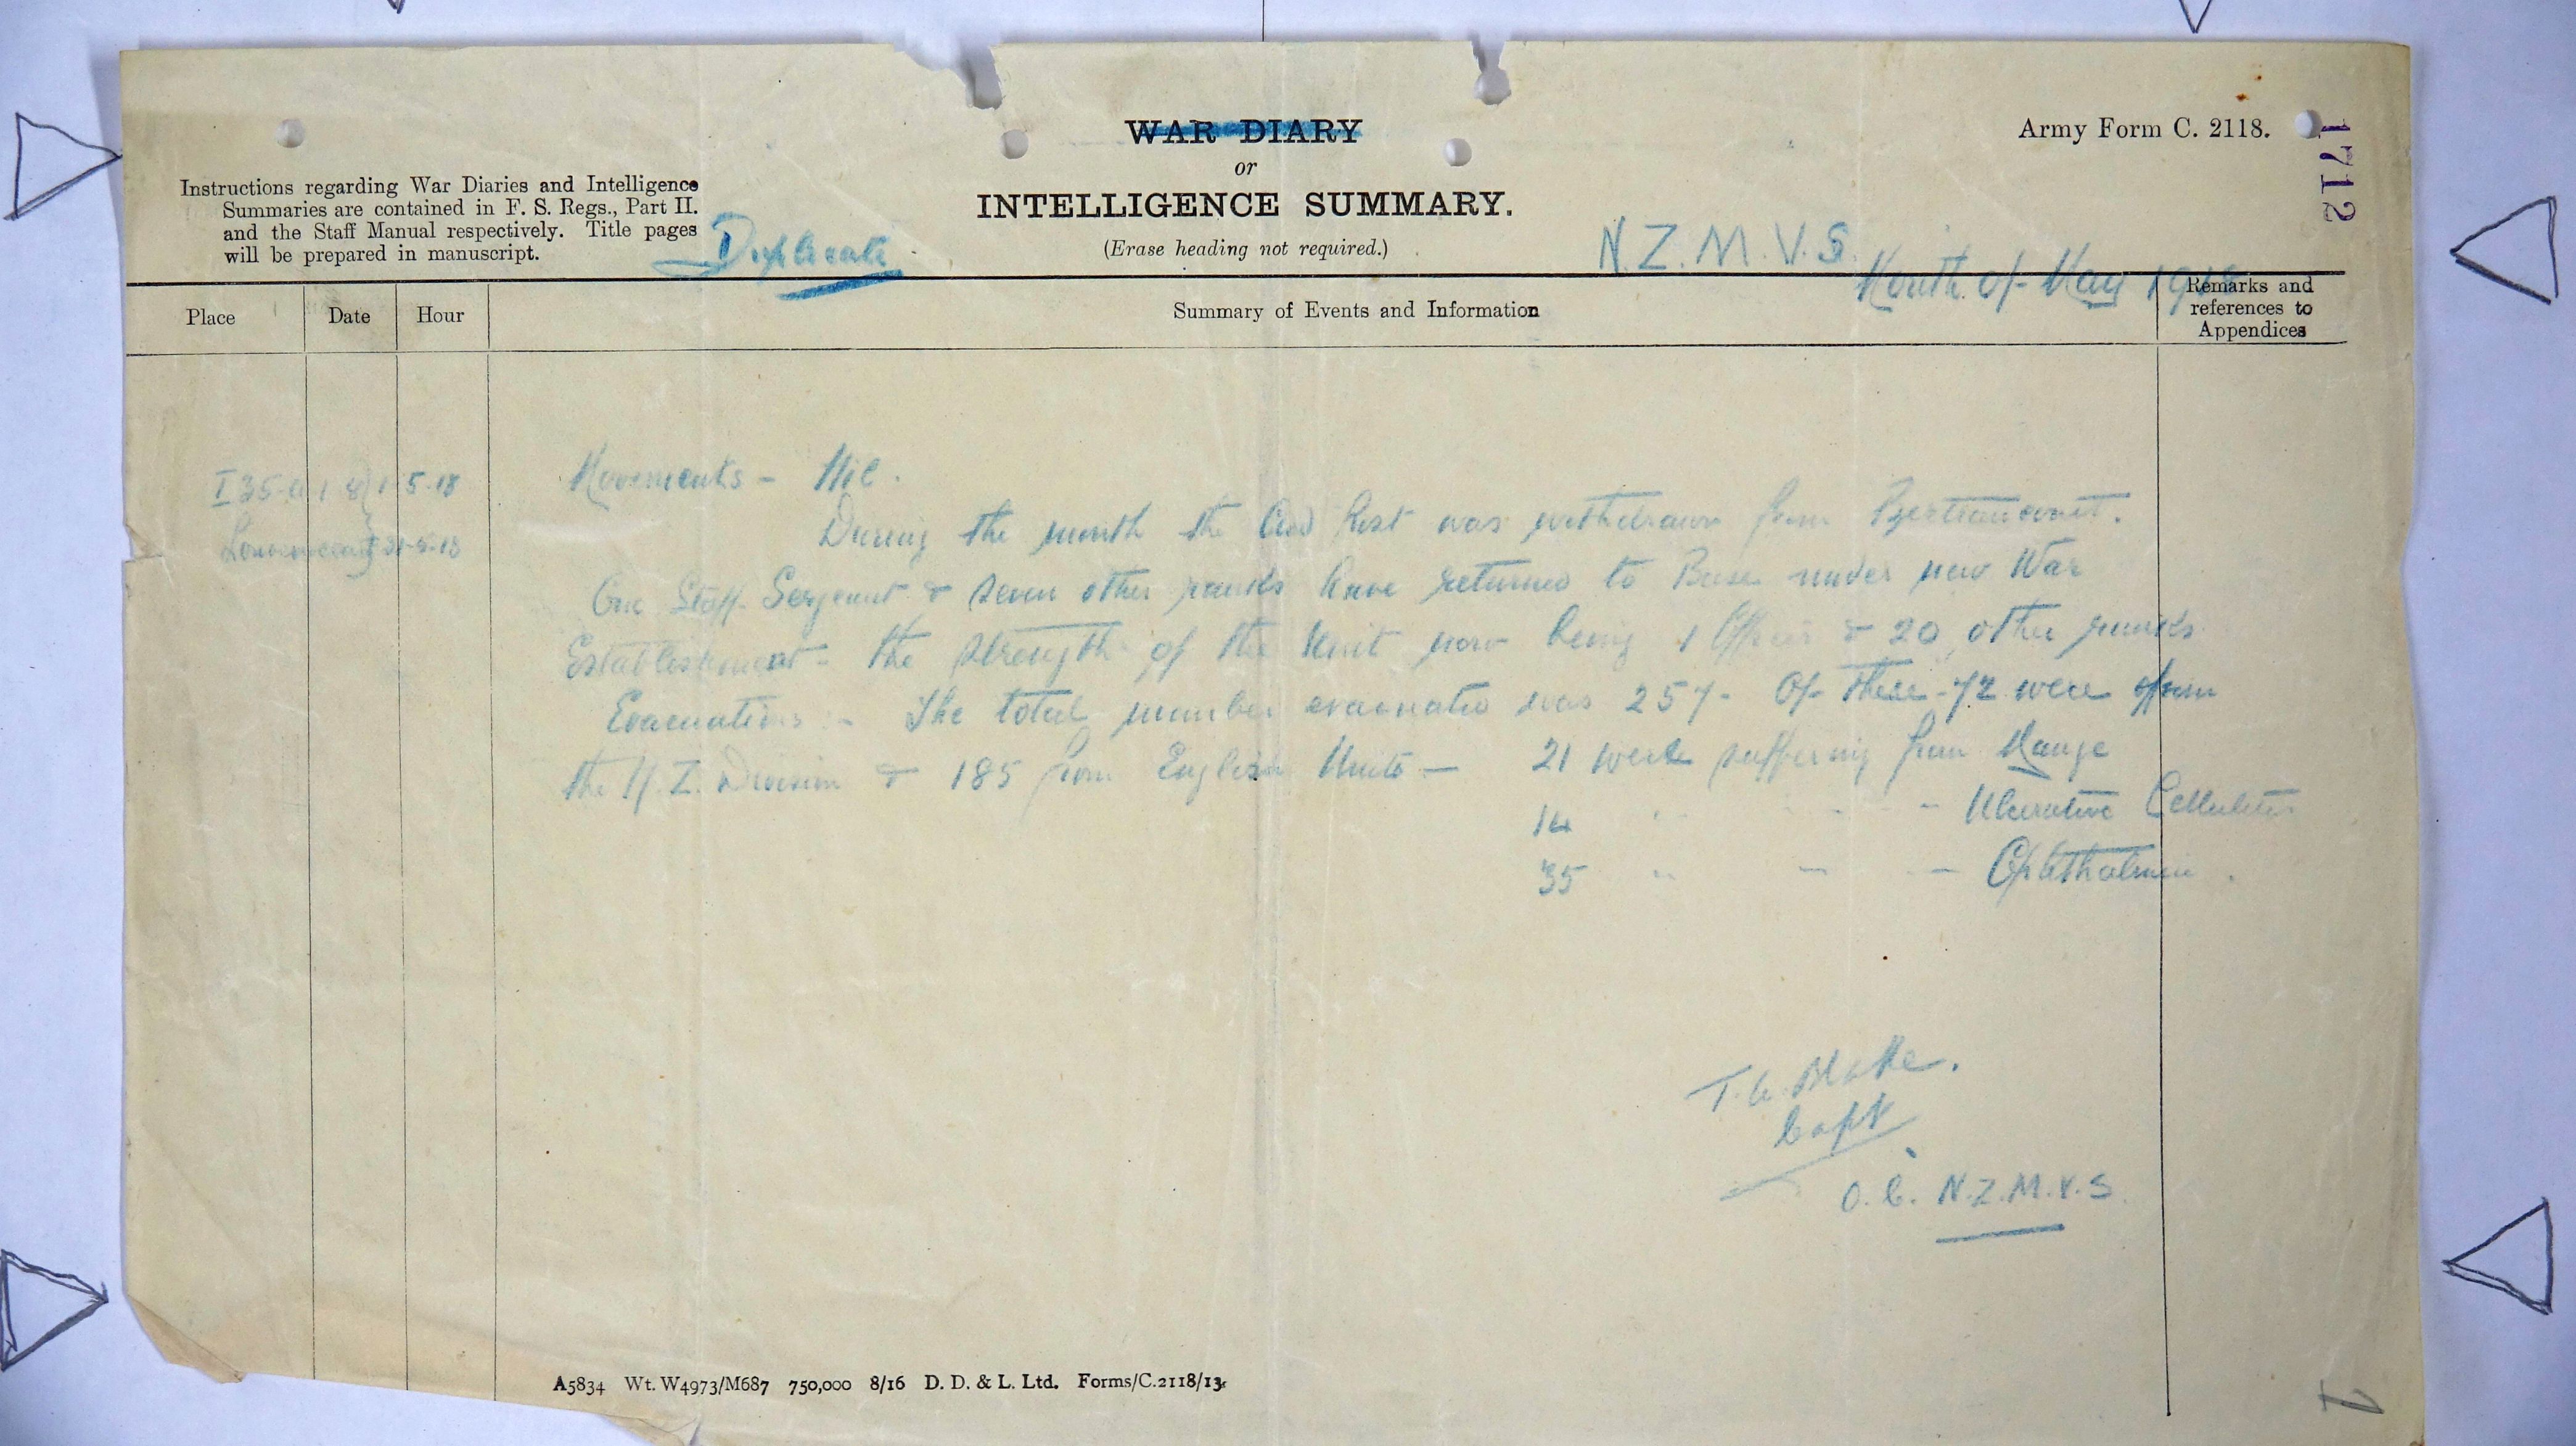 WAR DIARY
or
INTELLIGENCE SUMMARY.
(Erase heading not required.)
Army Form C. 2118.
1712
Instructions regarding War Diaries and Intelligence
Summaries are contained in F. S. Regs., Part II.
and the Staff Manual respectively. Title pages
will be prepared in manuscript.
Duplicate
N.Z.M.V.S.
Month of May 1918
Place
Date
Hour
Summary of Events and Information
Remarks and
references to
Appendices
1 5-18
31-5-18
Movements - Nil.
During the month the Aid Post was withdrawn from Bertrancourt.
One Staff Sergeant & seven other ranks have returned to Base under new War
Establishment - the strength of the Unit now being 1 Officer & 20 other ranks
Evacuations - The total number evacuated was 257 - Of These - 72 were from
the N.Z. Division & 185 from English Units - 21 were suffering from Mange
14 " - - Ulcerative Cellulitis
35 " - - Ophthalmia.
Capt
O.C. N.Z.M.V.S.
A5834 Wt. W4973/M687 750,000 8/16 D. D. & L. Ltd. Forms/C.2118/13.
1